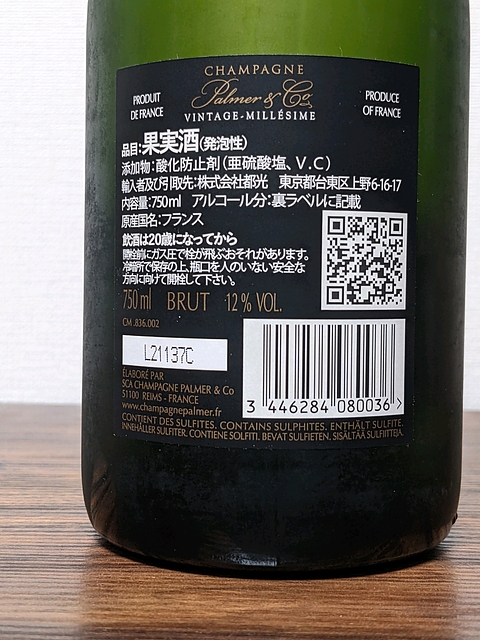 CHAMPAGNE
Palmer & Co
VINTAGE-MILLÉSIME
PRODUIT
DE FRANCE
PRODUCE
OF FRANCE
品目:果実酒(発泡性)
添加物:酸化防止剤(亜硫酸塩、V.C)
輸入者及び引取先:株式会社都光 東京都台東区上野6-16-17
内容量:750ml アルコール分:裏ラベルに記載
原産国名:フランス
飲酒は20歳になってから
開栓前にガス圧で栓が飛ぶおそれがあります。
冷暗所で保存の上、瓶口を人のいない安全な
方向に向けて開栓して下さい。
750 ml BRUT 12 % VOL.
CM .836.002
L21137C
ÉLABORÉ PAR
SCA CHAMPAGNE PALMER & Co
51100 REIMS - FRANCE
www.champagnepalmer.fr
3 446284 080036 >
CONTIENT DES SULFITES. CONTAINS SULPHITES. ENTHÄLT SULFITE.
INNEHÅLLER SULFITER. CONTIENE SOLFITI. BEVAT SULFIETEN. SISÄLTÄÄ SULFIITTEJA.